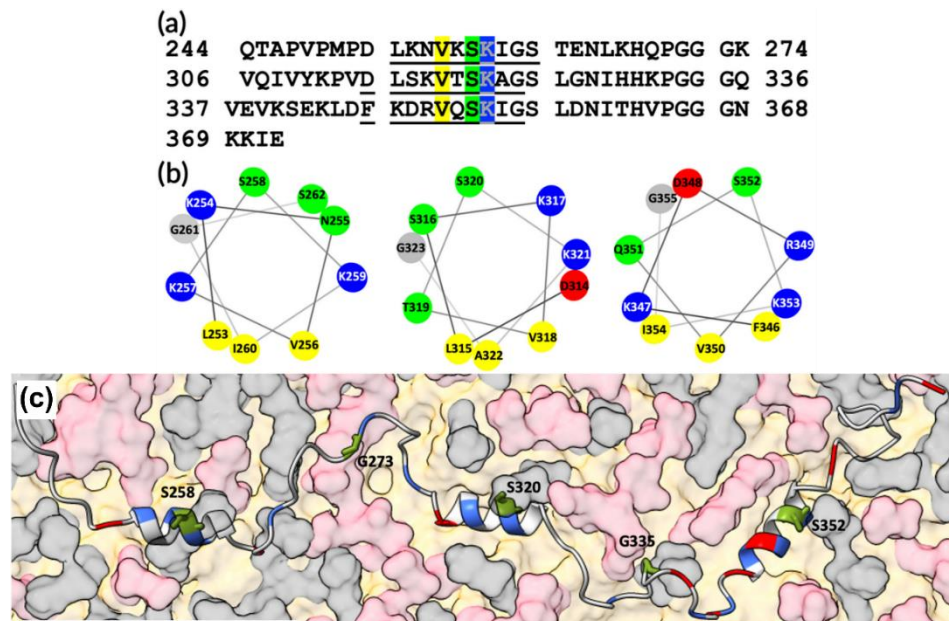 (a)
244 QTAPVPMPD LKNVKSKIGS TENLKHQPGG GK 274
306 VQIVYKPVD LSKVTSKAGS LGNIHHKPGG GQ 336
337 VEVKSEKLDF KDRVQSKIGS LDNITHVPGG GN 368
369 KKIE
(b)
S258
S262
K254
N255
G261
K257
K259
L253
I260
V256
S320
K317
S316
G323
K321
D314
T319
L315
A322
V318
D348
S352
G355
Q351
R349
K347
K353
I354
F346
V350
(c)
S258
G273
S320
G335
S352